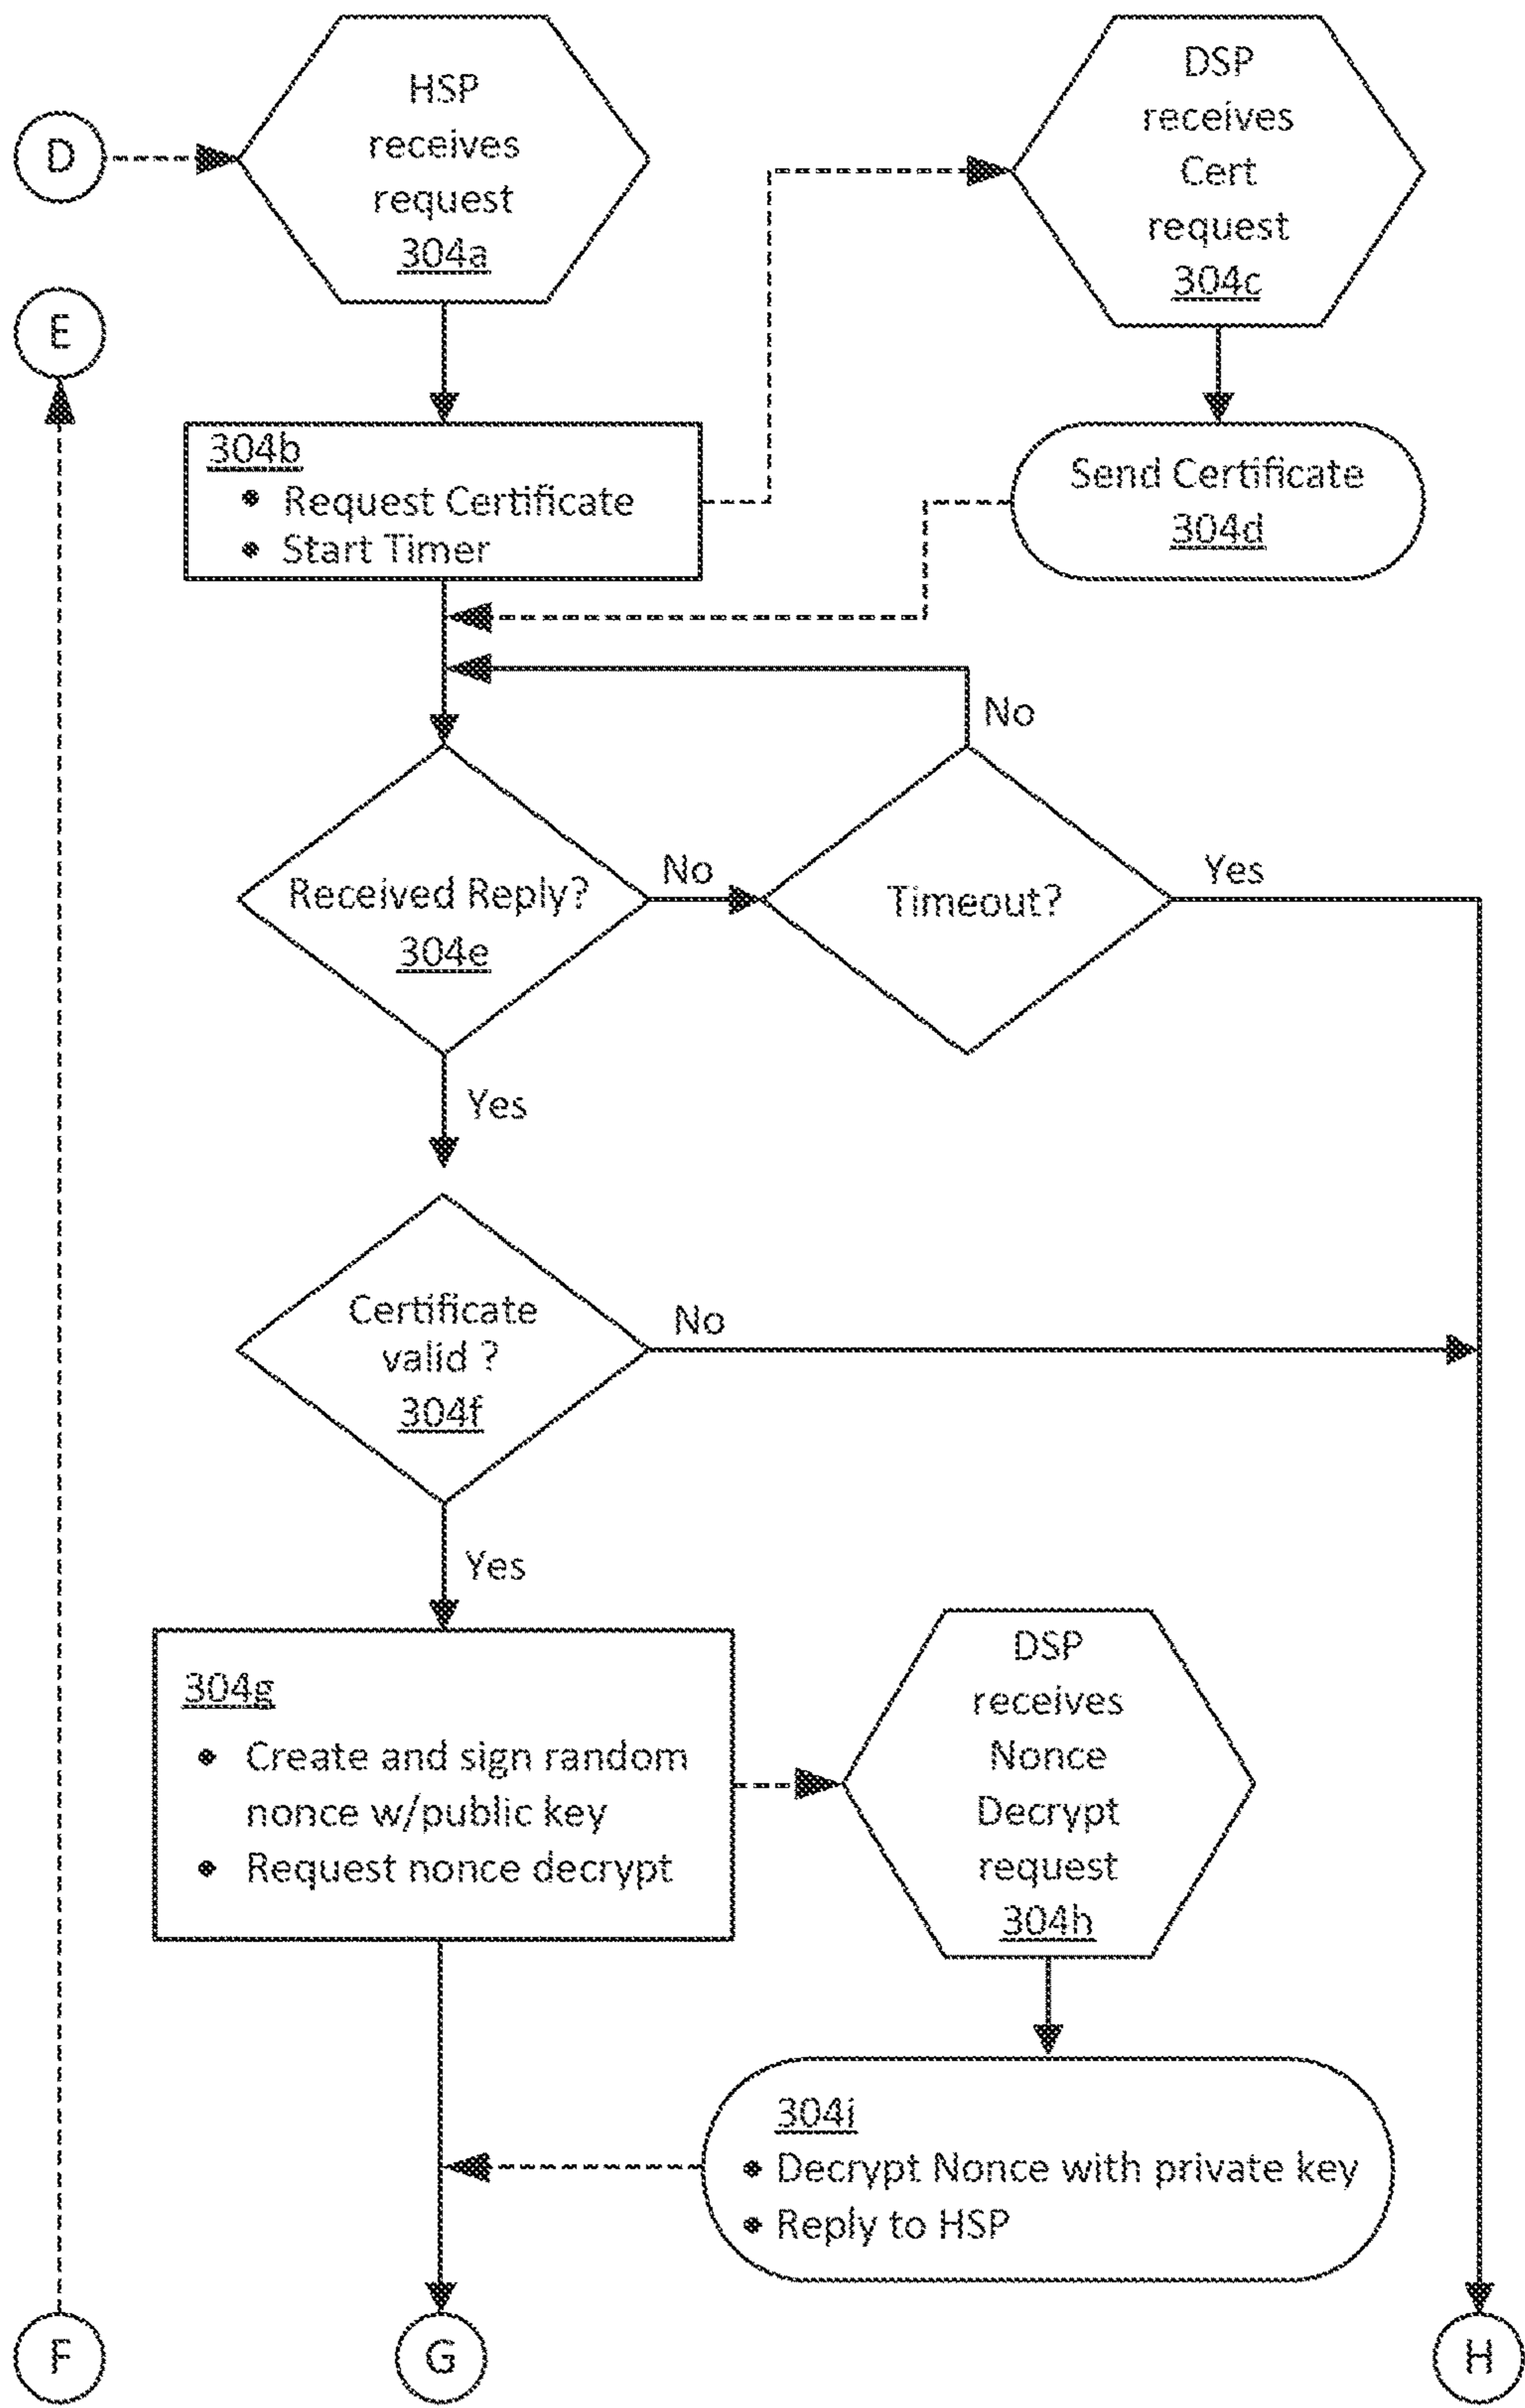 D
HSP
receives
request
304a
DSP
receives
Cert
request
304c
E
304b
• Request Certificate
• Start Timer
Send Certificate
304d
No
Received Reply?
304e
No
Timeout?
Yes
Yes
Certificate
valid ?
304f
No
Yes
304g
• Create and sign random
nonce w/public key
• Request nonce decrypt
DSP
receives
Nonce
Decrypt
request
304h
304i
• Decrypt Nonce with private key
• Reply to HSP
F
G
H